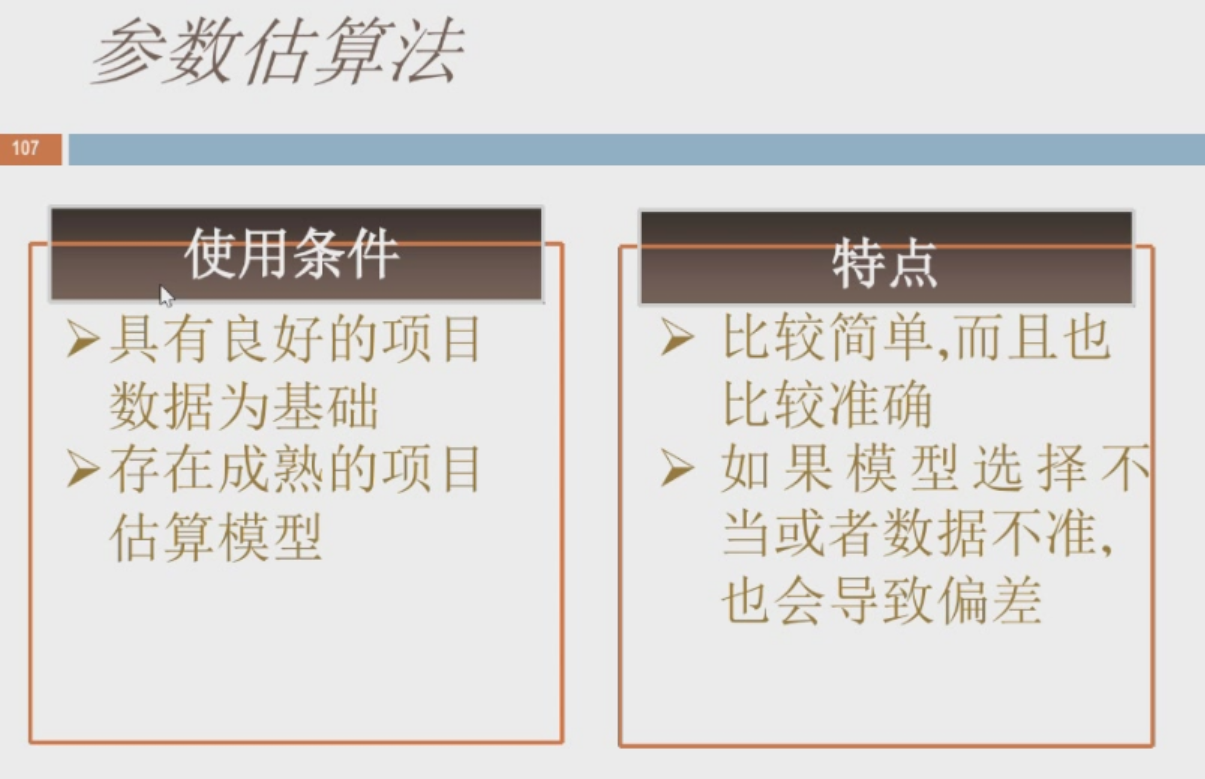 参数估算法
107
使用条件
➢具有良好的项目
数据为基础
➢存在成熟的项目
估算模型
特点
➢ 比较简单,而且也
比较准确
➢ 如果模型选择不
当或者数据不准,
也会导致偏差